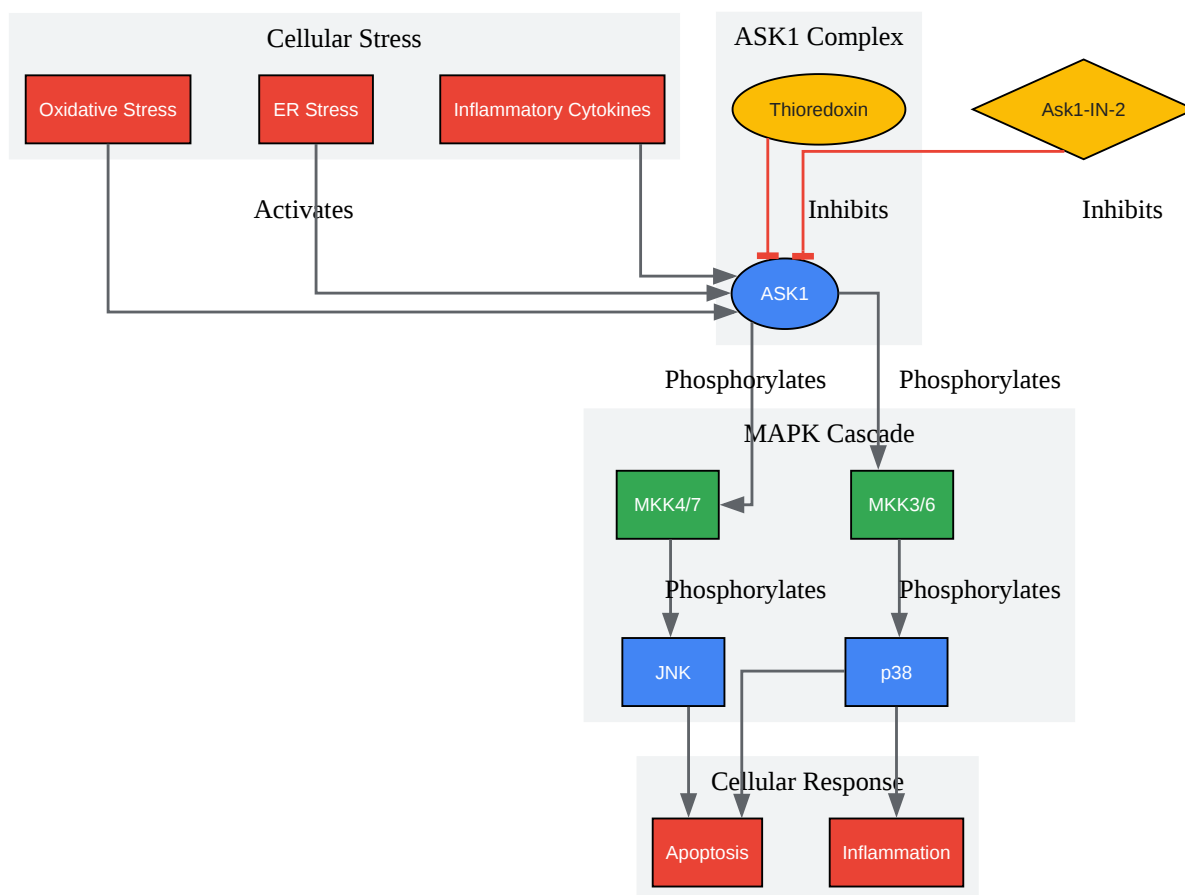 Cellular Stress
ASK1 Complex
Oxidative Stress
ER Stress
Inflammatory Cytokines
Thioredoxin
Ask1-IN-2
Activates
Inhibits
Inhibits
ASK1
Phosphorylates
Phosphorylates
MAPK Cascade
MKK4/7
MKK3/6
Phosphorylates
Phosphorylates
JNK
p38
Cellular Response
Apoptosis
Inflammation